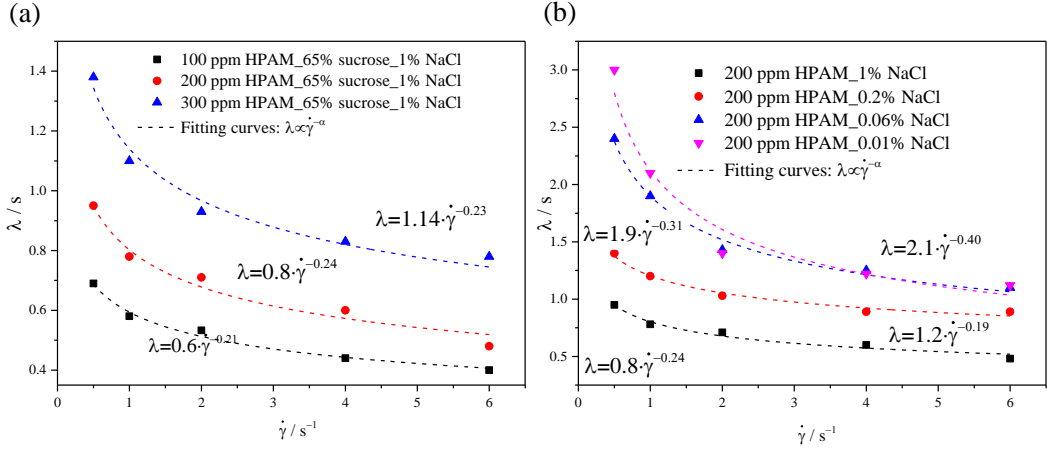 (a)
100 ppm HPAM_65% sucrose_1% NaCl
200 ppm HPAM_65% sucrose_1% NaCl
300 ppm HPAM_65% sucrose_1% NaCl
Fitting curves: λ∝γ̇⁻ᵅ
λ=1.14·γ̇⁻⁰·²³
λ=0.8·γ̇⁻⁰·²⁴
λ=0.6·γ̇⁻⁰·²¹
1.4
1.2
1.0
0.8
0.6
0.4
λ / s
0
1
2
3
4
5
6
γ̇ / s⁻¹
(b)
200 ppm HPAM_1% NaCl
200 ppm HPAM_0.2% NaCl
200 ppm HPAM_0.06% NaCl
200 ppm HPAM_0.01% NaCl
Fitting curves: λ∝γ̇⁻ᵅ
λ=1.9·γ̇⁻⁰·³¹
λ=2.1·γ̇⁻⁰·⁴⁰
λ=1.2·γ̇⁻⁰·¹⁹
λ=0.8·γ̇⁻⁰·²⁴
3.0
2.5
2.0
1.5
1.0
0.5
λ / s
0
1
2
3
4
5
6
γ̇ / s⁻¹